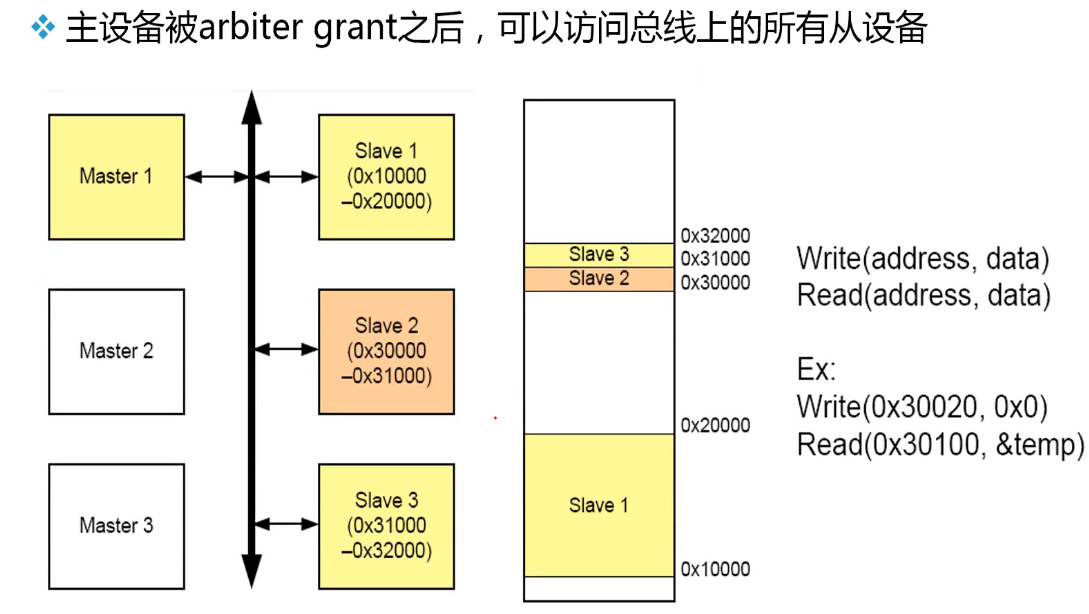 主设备被arbiter grant之后，可以访问总线上的所有从设备
Master 1
Slave 1
(0x10000
–0x20000)
Master 2
Slave 2
(0x30000
–0x31000)
Master 3
Slave 3
(0x31000
–0x32000)
0x32000
Slave 3
0x31000
Slave 2
0x30000
0x20000
Slave 1
0x10000
Write(address, data)
Read(address, data)
Ex:
Write(0x30020, 0x0)
Read(0x30100, &temp)